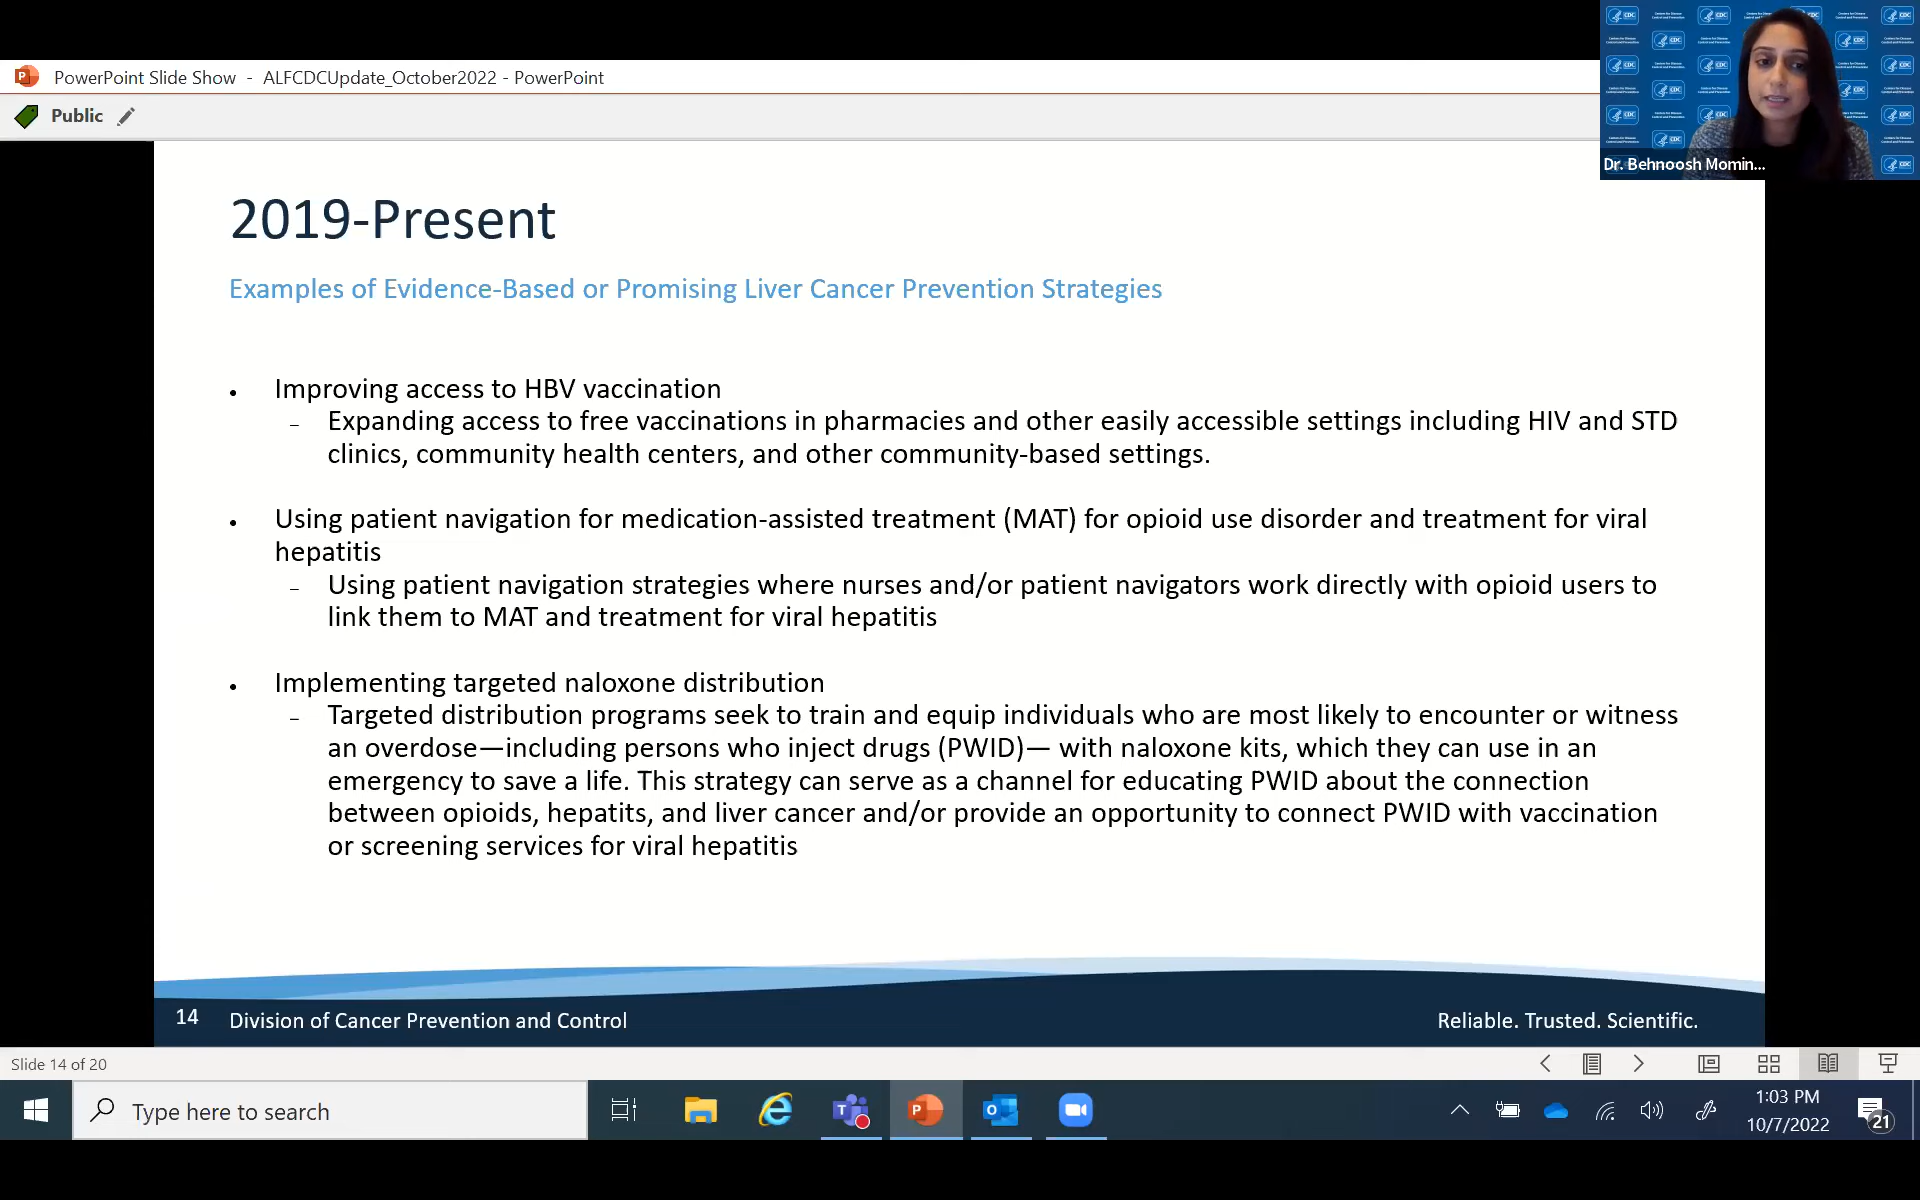 PowerPoint Slide Show - ALFCDCUpdate_October2022 - PowerPoint
Public
Dr. Behnoosh Momin...
2019-Present
Examples of Evidence-Based or Promising Liver Cancer Prevention Strategies
• Improving access to HBV vaccination
– Expanding access to free vaccinations in pharmacies and other easily accessible settings including HIV and STD
clinics, community health centers, and other community-based settings.
• Using patient navigation for medication-assisted treatment (MAT) for opioid use disorder and treatment for viral
hepatitis
– Using patient navigation strategies where nurses and/or patient navigators work directly with opioid users to
link them to MAT and treatment for viral hepatitis
• Implementing targeted naloxone distribution
– Targeted distribution programs seek to train and equip individuals who are most likely to encounter or witness
an overdose—including persons who inject drugs (PWID)— with naloxone kits, which they can use in an
emergency to save a life. This strategy can serve as a channel for educating PWID about the connection
between opioids, hepatits, and liver cancer and/or provide an opportunity to connect PWID with vaccination
or screening services for viral hepatitis
14 Division of Cancer Prevention and Control
Reliable. Trusted. Scientific.
Slide 14 of 20
Type here to search
1:03 PM
10/7/2022
21